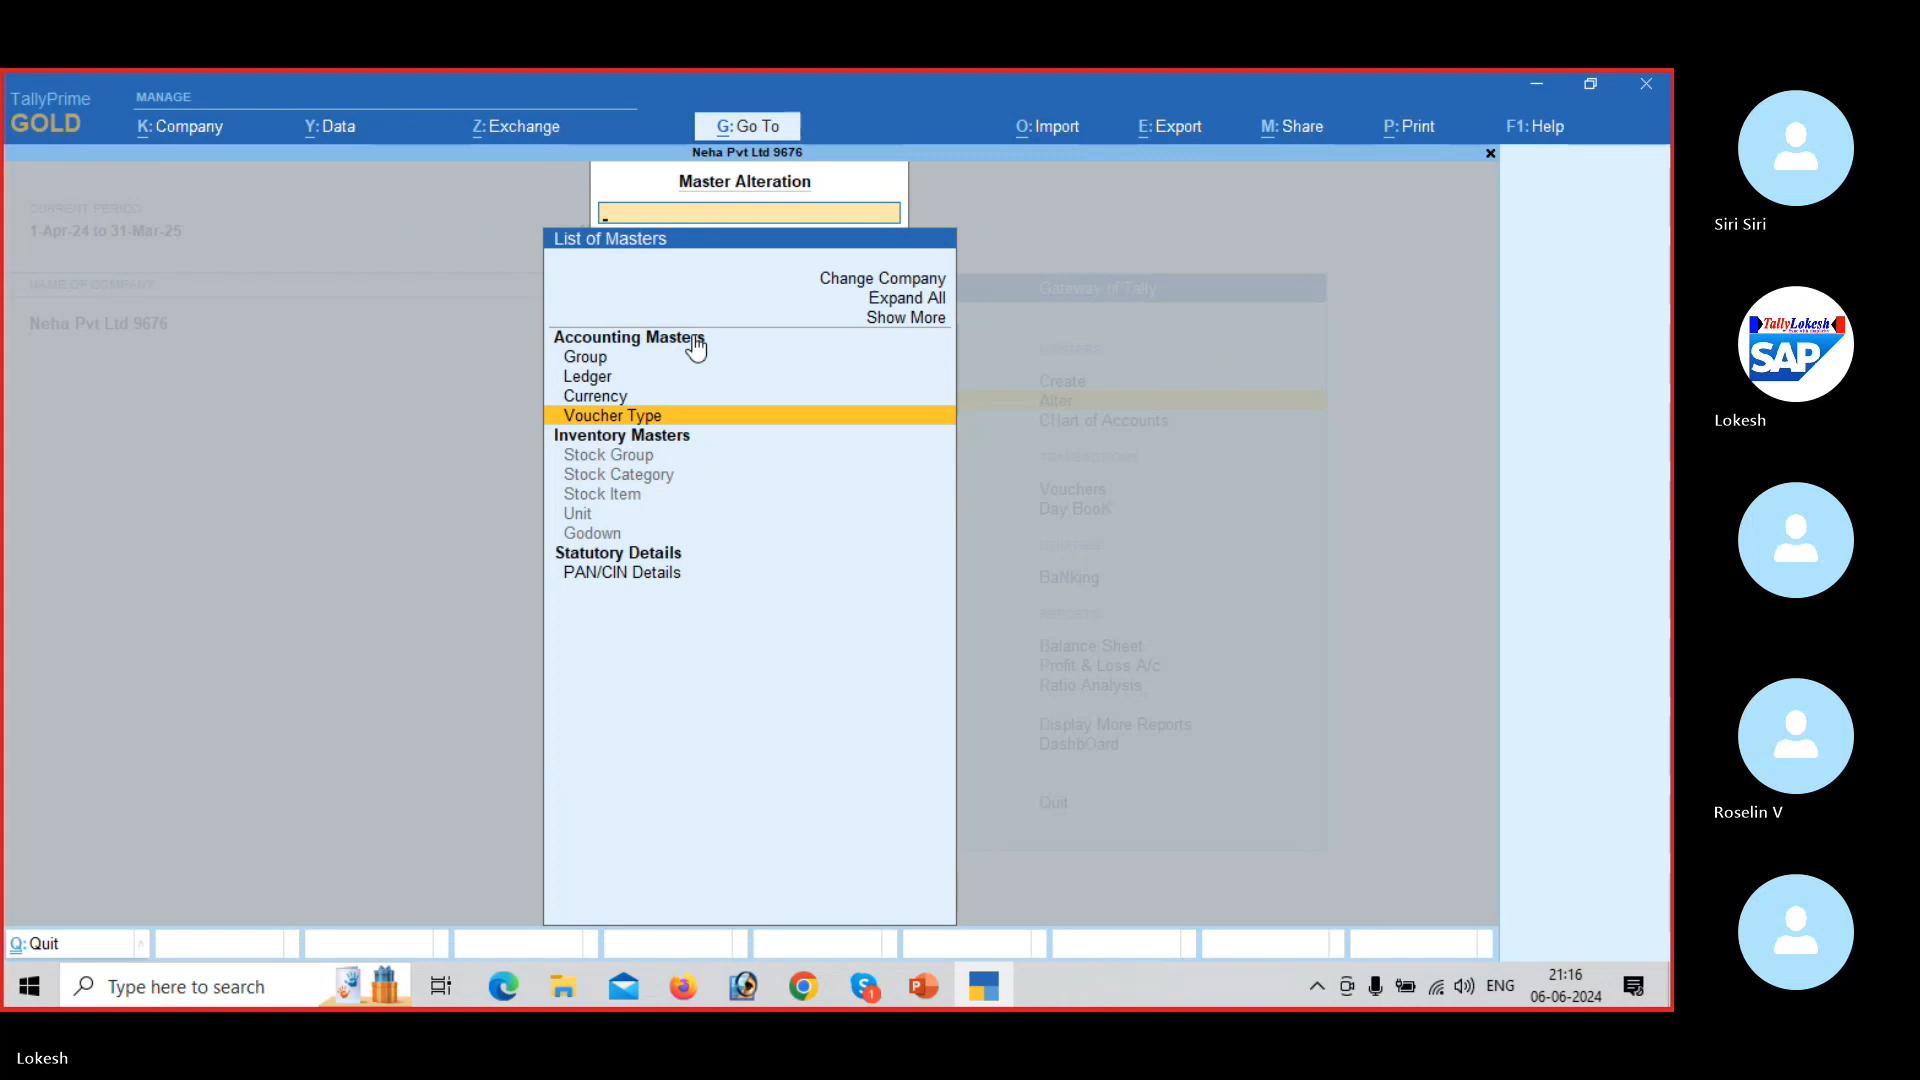 TallyPrime
GOLD
MANAGE
K: Company
Y: Data
Z: Exchange
G: Go To
O: Import
E: Export
M: Share
P: Print
F1: Help
Neha Pvt Ltd 9676
Master Alteration
CURRENT PERIOD
1-Apr-24 to 31-Mar-25
NAME OF COMPANY
Neha Pvt Ltd 9676
List of Masters
Change Company
Expand All
Show More
Accounting Masters
Group
Ledger
Currency
Voucher Type
Inventory Masters
Stock Group
Stock Category
Stock Item
Unit
Godown
Statutory Details
PAN/CIN Details
Gateway of Tally
MASTERS
Create
Alter
CHart of Accounts
TRANSACTIONS
Vouchers
Day BooK
UTILITIES
BaNking
REPORTS
Balance Sheet
Profit & Loss A/c
Ratio Analysis
Display More Reports
DashbOard
Quit
Q: Quit
Type here to search
1
P
ENG
21:16
06-06-2024
Siri Siri
TallyLokesh
SAP
Lokesh
Roselin V
Lokesh